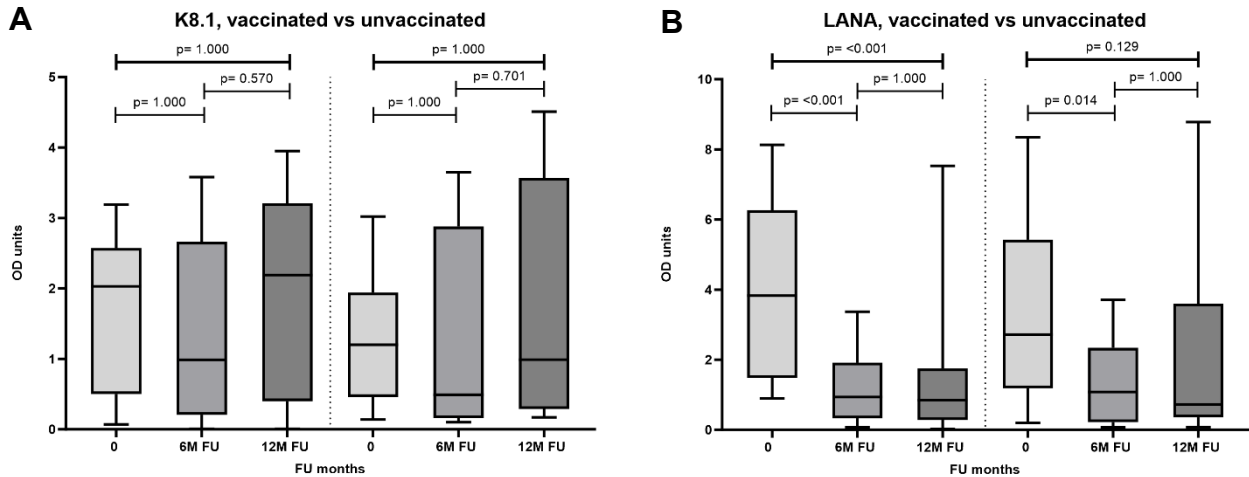 A
K8.1, vaccinated vs unvaccinated
p= 1.000
p= 1.000
p= 0.570
p= 0.701
p= 1.000
p= 1.000
5
4
3
2
1
0
OD units
0
6M FU
12M FU
0
6M FU
12M FU
FU months
B
LANA, vaccinated vs unvaccinated
p= <0.001
p= 0.129
p= 1.000
p= 1.000
p= <0.001
p= 0.014
10
8
6
4
2
0
OD units
0
6M FU
12M FU
0
6M FU
12M FU
FU months